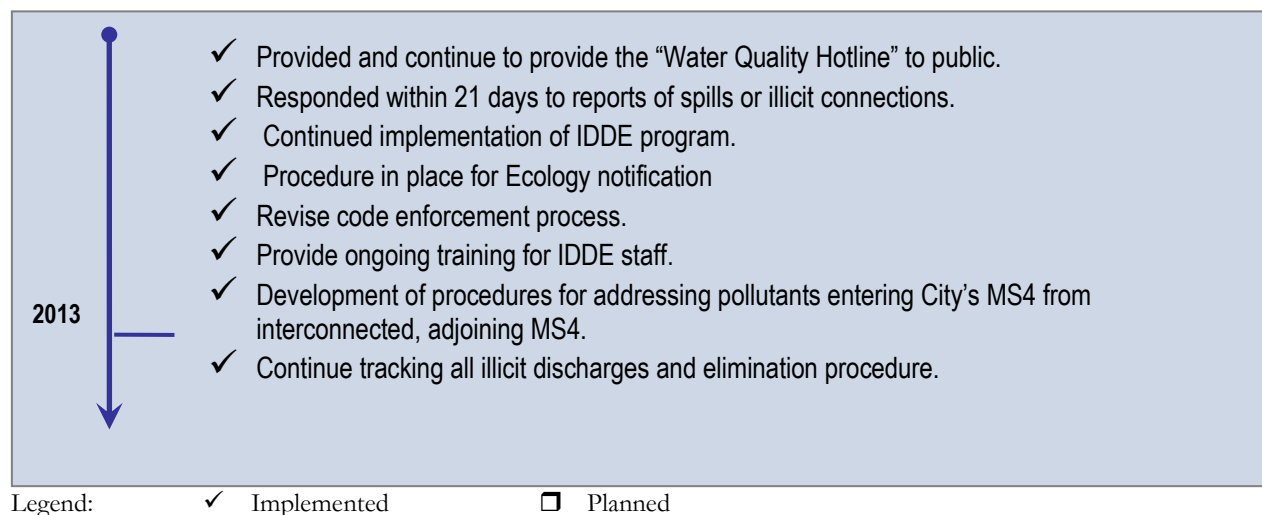 ✓ Provided and continue to provide the “Water Quality Hotline” to public.
✓ Responded within 21 days to reports of spills or illicit connections.
✓ Continued implementation of IDDE program.
✓ Procedure in place for Ecology notification
✓ Revise code enforcement process.
✓ Provide ongoing training for IDDE staff.
✓ Development of procedures for addressing pollutants entering City’s MS4 from
interconnected, adjoining MS4.
2013
✓ Continue tracking all illicit discharges and elimination procedure.
Legend: ✓ Implemented ❒ Planned